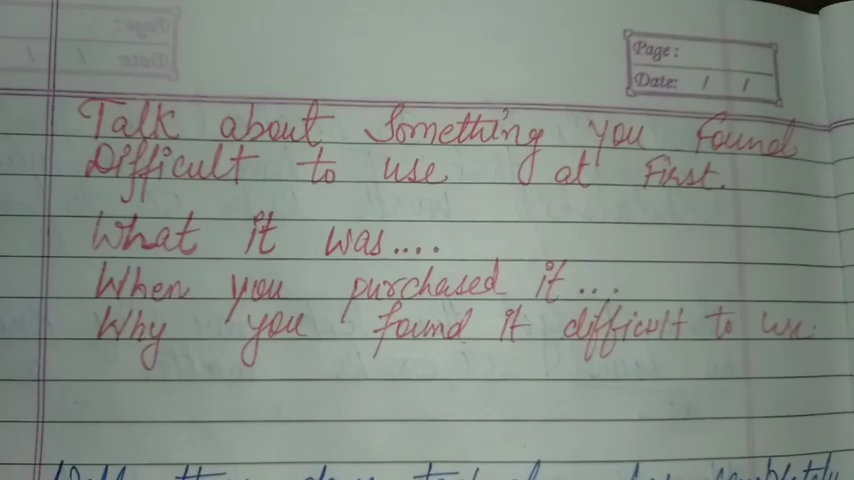 Page:
Date: / /
Talk about Something you found
Difficult to use at First.
What it was....
When you purchased it...
Why you found it difficult to use.
completely